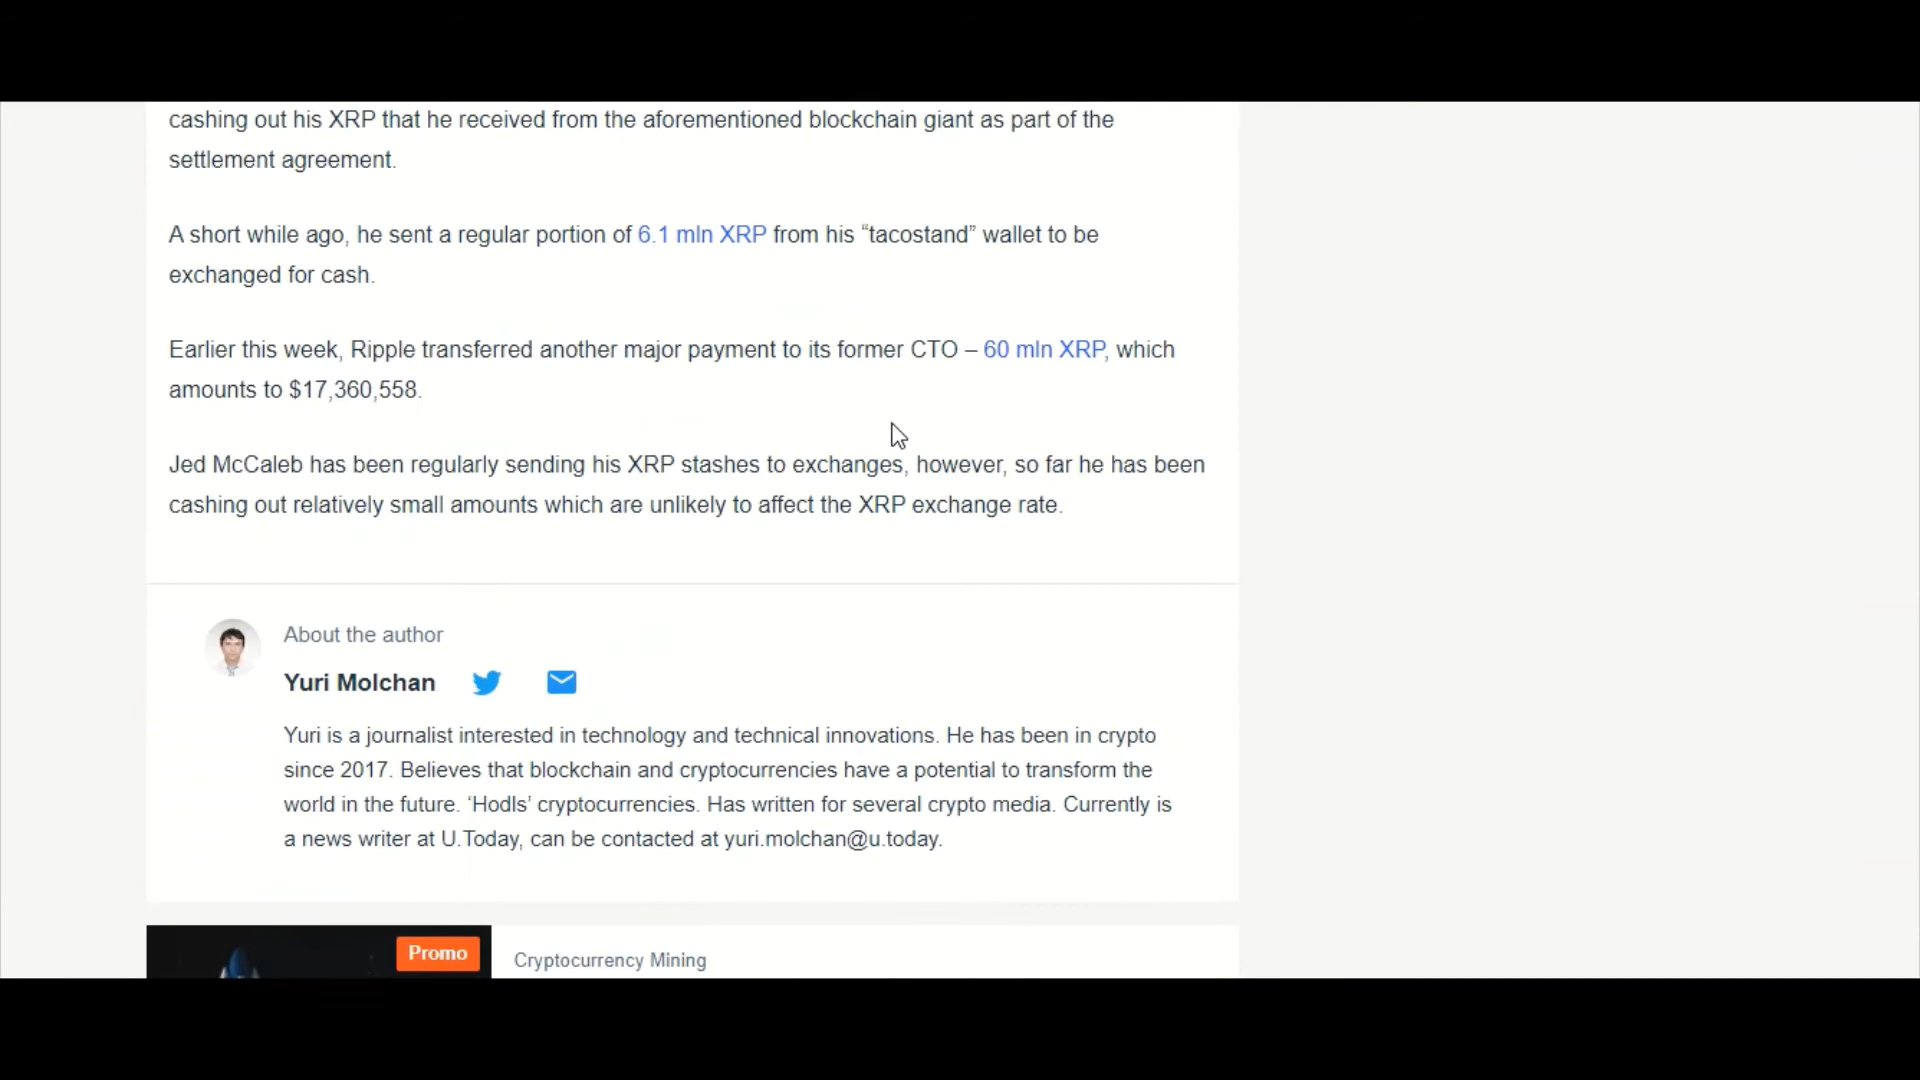 cashing out his XRP that he received from the aforementioned blockchain giant as part of the
settlement agreement.
A short while ago, he sent a regular portion of 6.1 mln XRP from his “tacostand” wallet to be
exchanged for cash.
Earlier this week, Ripple transferred another major payment to its former CTO – 60 mln XRP, which
amounts to $17,360,558.
Jed McCaleb has been regularly sending his XRP stashes to exchanges, however, so far he has been
cashing out relatively small amounts which are unlikely to affect the XRP exchange rate.
About the author
Yuri Molchan
Yuri is a journalist interested in technology and technical innovations. He has been in crypto
since 2017. Believes that blockchain and cryptocurrencies have a potential to transform the
world in the future. ‘Hodls’ cryptocurrencies. Has written for several crypto media. Currently is
a news writer at U.Today, can be contacted at yuri.molchan@u.today.
Promo
Cryptocurrency Mining